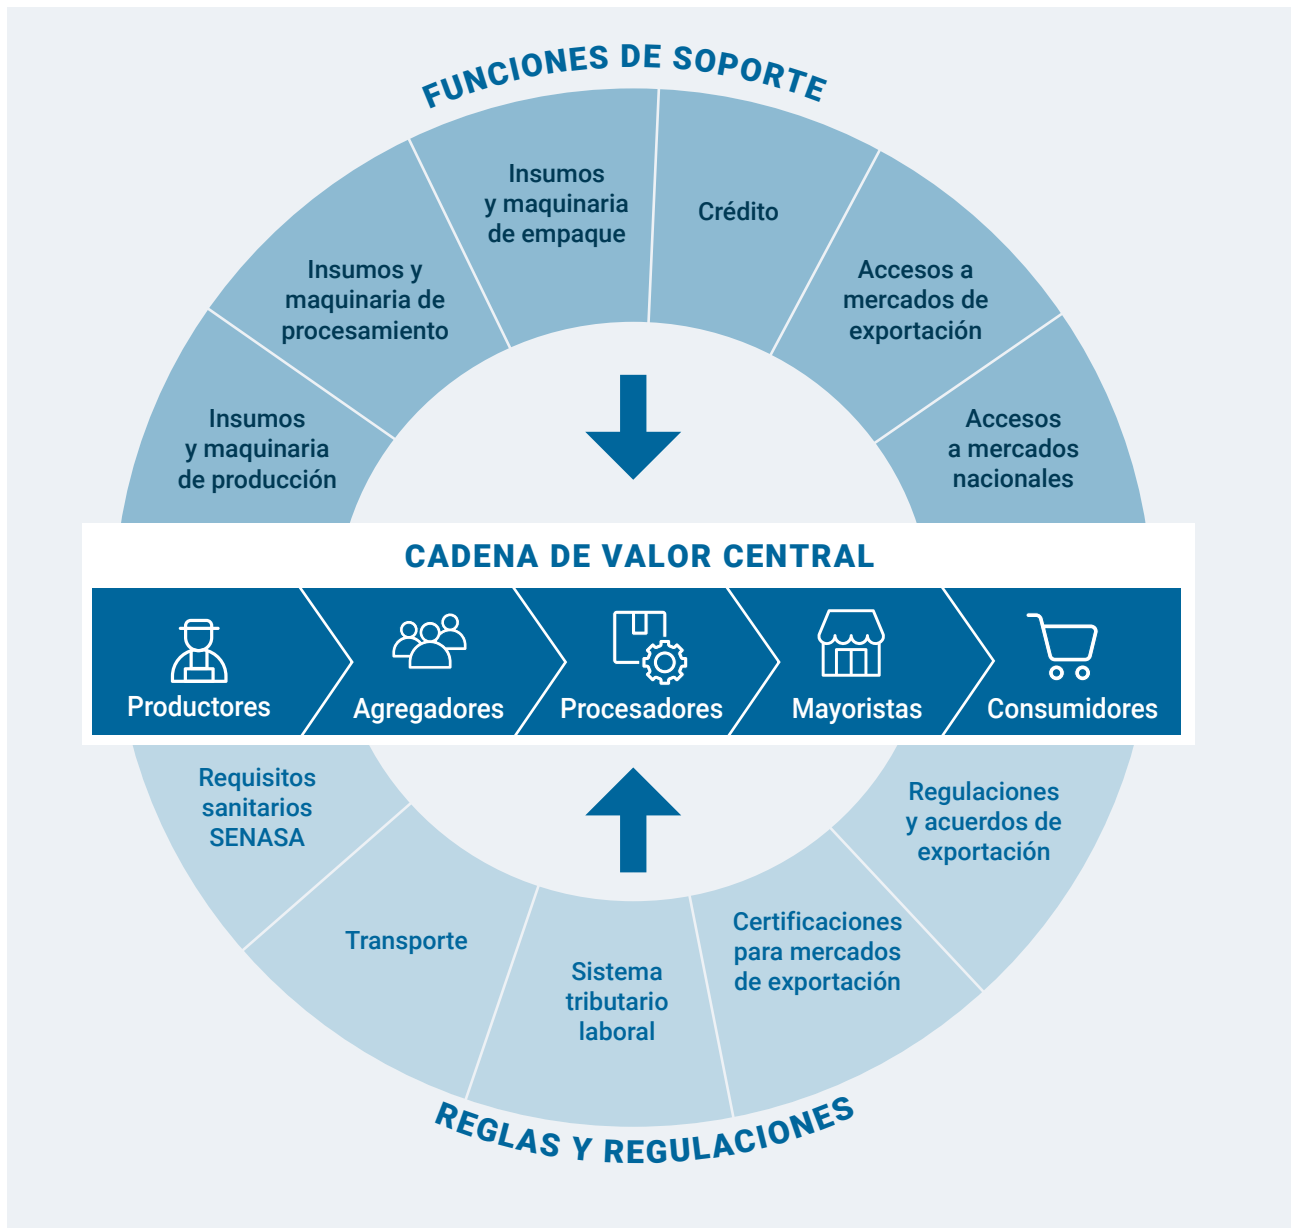 FUNCIONES DE SOPORTE
Insumos
y maquinaria
de producción
Insumos y
maquinaria de
procesamiento
Insumos
y maquinaria
de empaque
Crédito
Accesos a
mercados de
exportación
Accesos
a mercados
nacionales
CADENA DE VALOR CENTRAL
Productores
Agregadores
Procesadores
Mayoristas
Consumidores
Requisitos
sanitarios
SENASA
Transporte
Sistema
tributario
laboral
Certificaciones
para mercados
de exportación
Regulaciones
y acuerdos de
exportación
REGLAS Y REGULACIONES